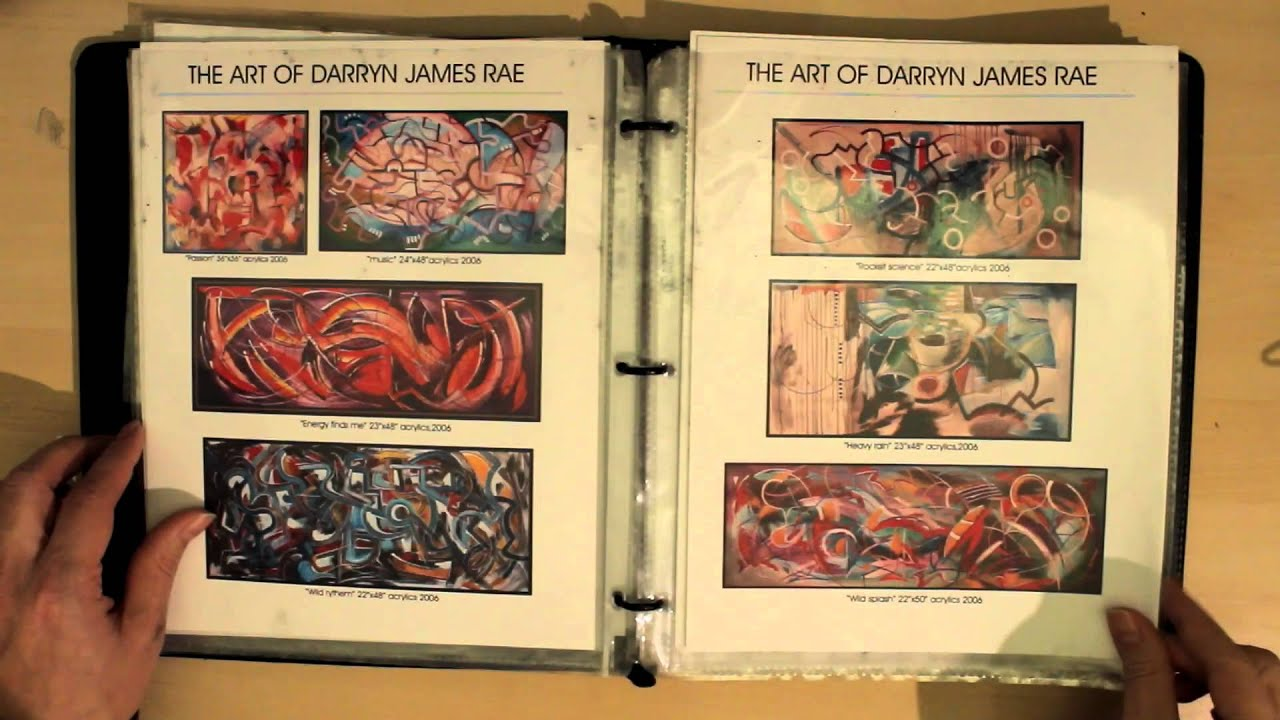 THE ART OF DARRYN JAMES RAE
"Passion" 36"x36" acrylics 2006
"music" 24"x48"acrylics 2006
"Energy finds me" 23"x48" acrylics,2006
"Wild rythem" 22"x48" acrylics 2006
THE ART OF DARRYN JAMES RAE
"Rocket science" 22"x48"acrylics 2006
"Heavy rain" 23"x48" acrylics,2006
"Wild splash" 22"x50" acrylics 2006